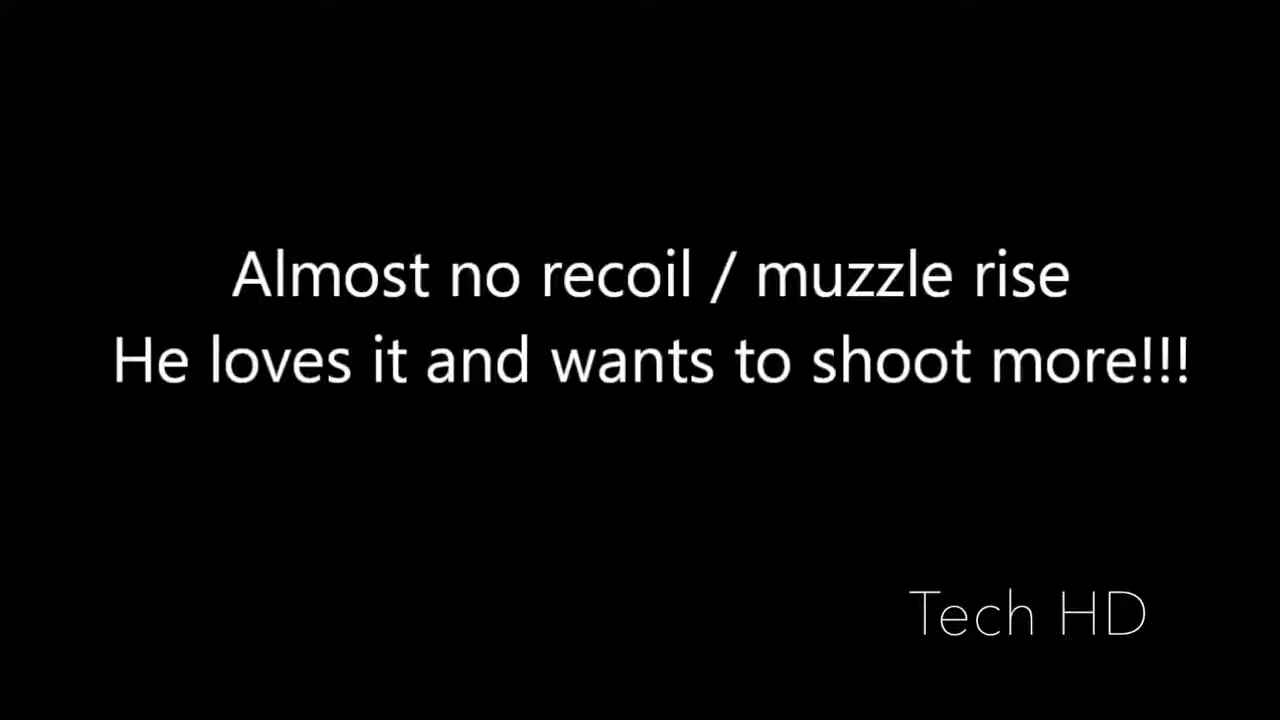 Almost no recoil / muzzle rise
He loves it and wants to shoot more!!!
Tech HD